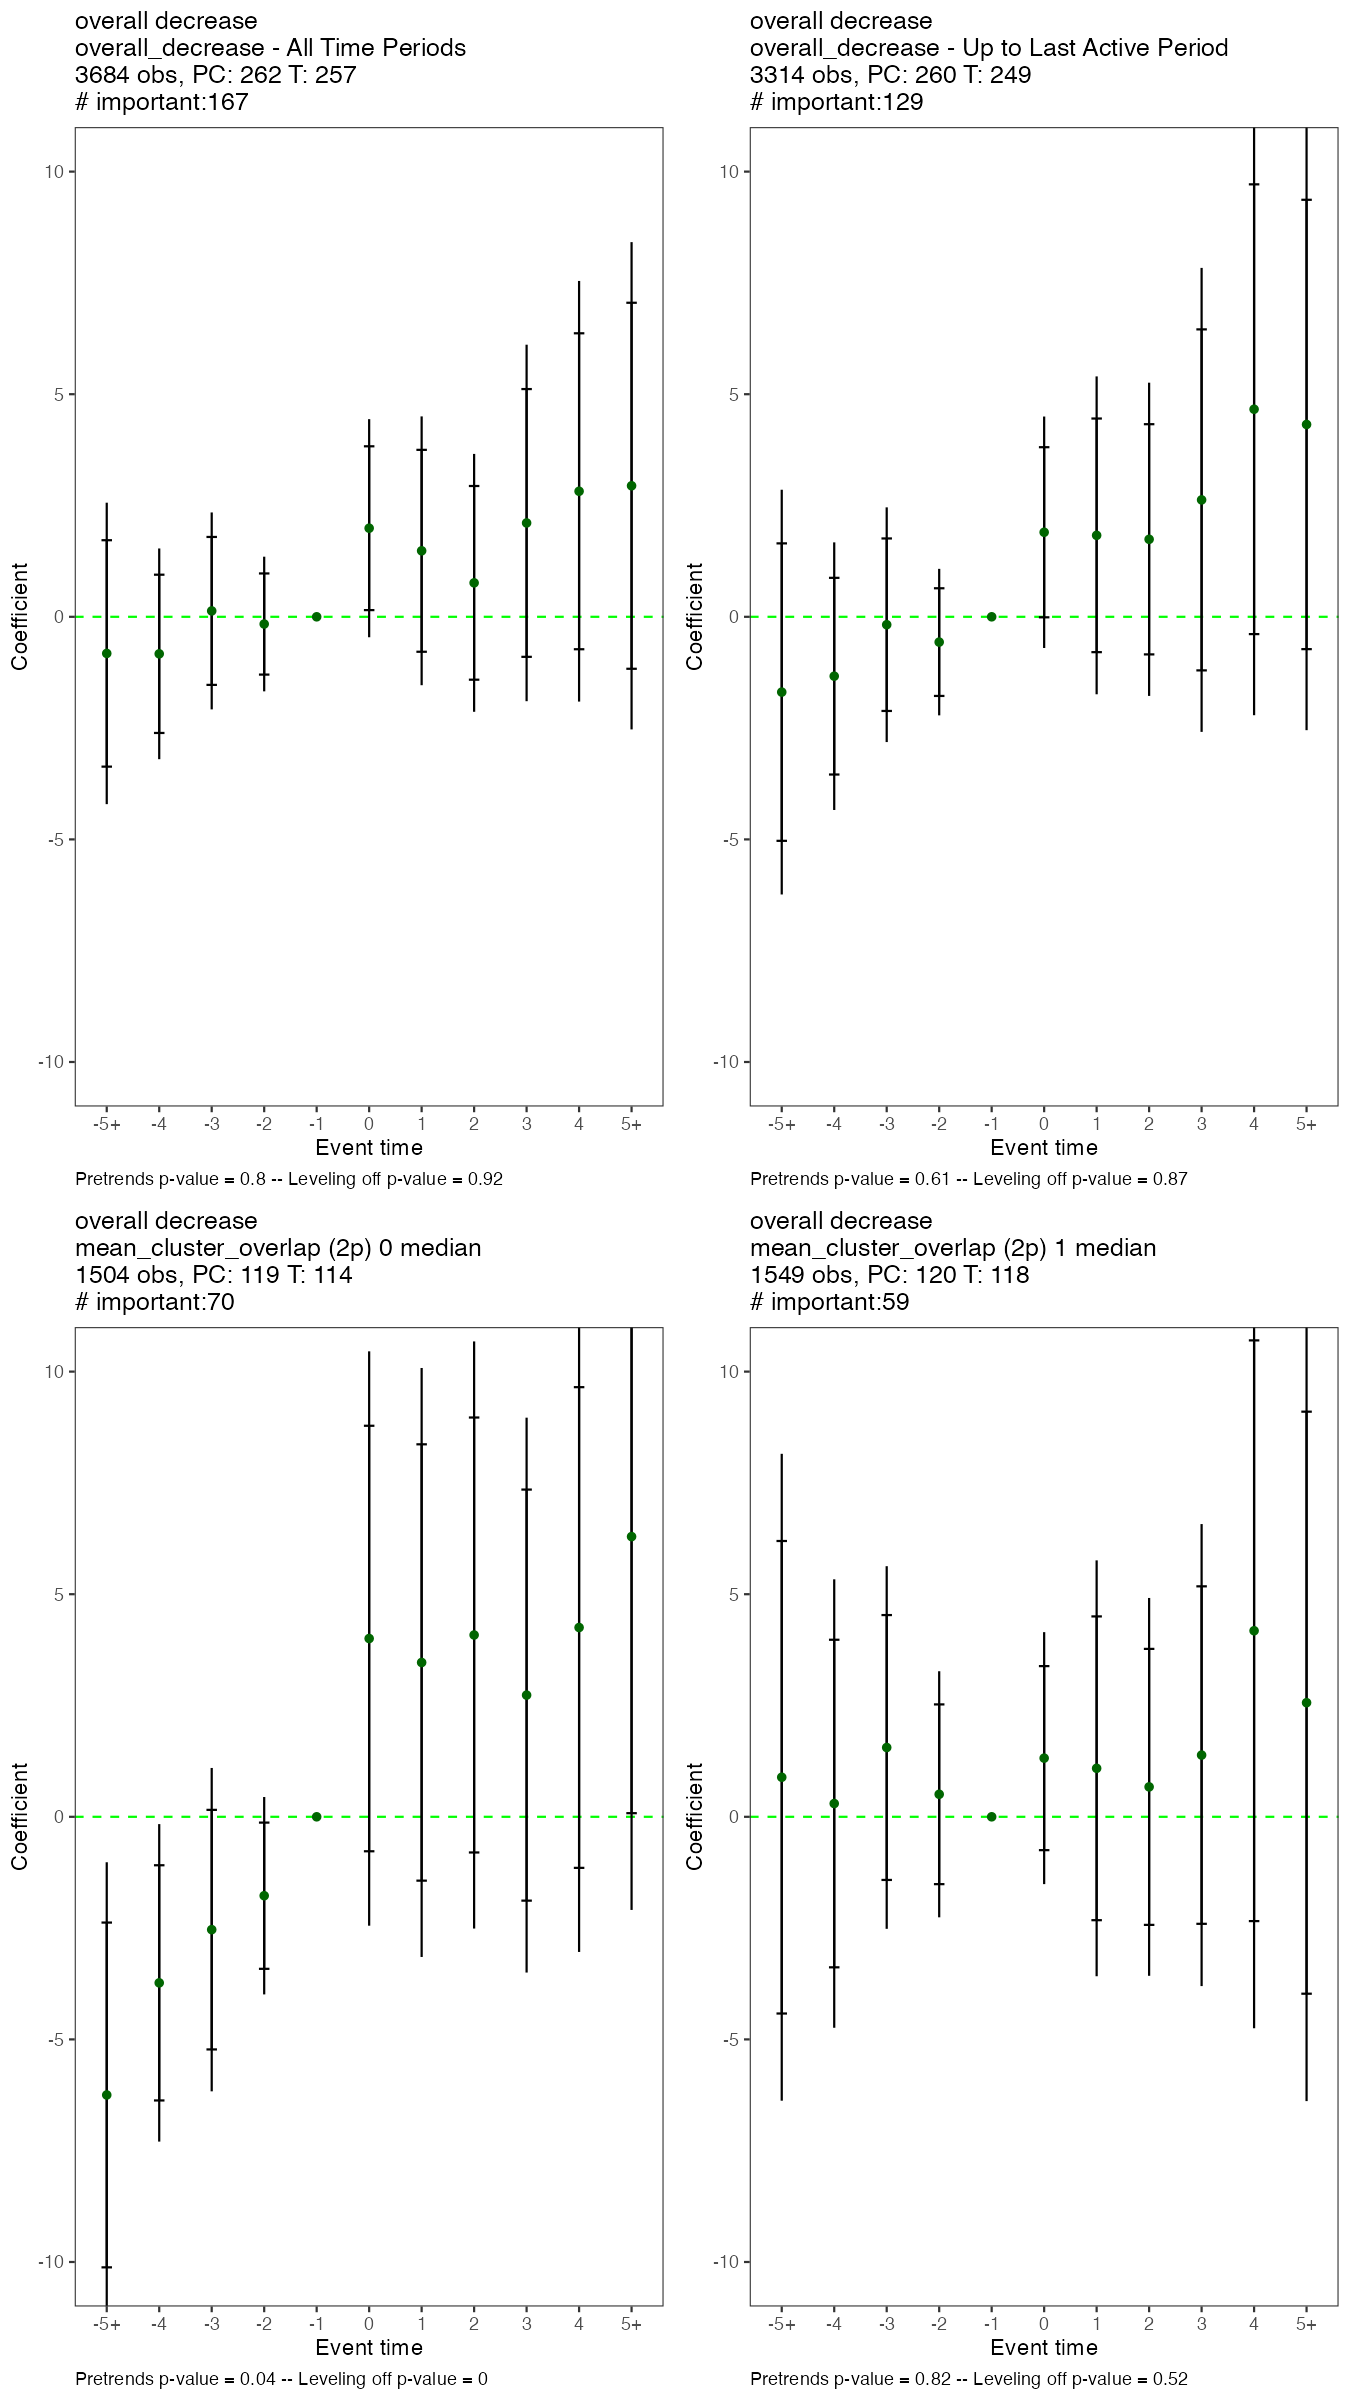 overall decrease
overall_decrease - All Time Periods
3684 obs, PC: 262 T: 257
# important:167
10
5
0
-5
-10
Coefficient
-5+ -4 -3 -2 -1 0 1 2 3 4 5+
Event time
Pretrends p-value = 0.8 -- Leveling off p-value = 0.92
overall decrease
overall_decrease - Up to Last Active Period
3314 obs, PC: 260 T: 249
# important:129
10
5
0
-5
-10
Coefficient
-5+ -4 -3 -2 -1 0 1 2 3 4 5+
Event time
Pretrends p-value = 0.61 -- Leveling off p-value = 0.87
overall decrease
mean_cluster_overlap (2p) 0 median
1504 obs, PC: 119 T: 114
# important:70
10
5
0
-5
-10
Coefficient
-5+ -4 -3 -2 -1 0 1 2 3 4 5+
Event time
Pretrends p-value = 0.04 -- Leveling off p-value = 0
overall decrease
mean_cluster_overlap (2p) 1 median
1549 obs, PC: 120 T: 118
# important:59
10
5
0
-5
-10
Coefficient
-5+ -4 -3 -2 -1 0 1 2 3 4 5+
Event time
Pretrends p-value = 0.82 -- Leveling off p-value = 0.52